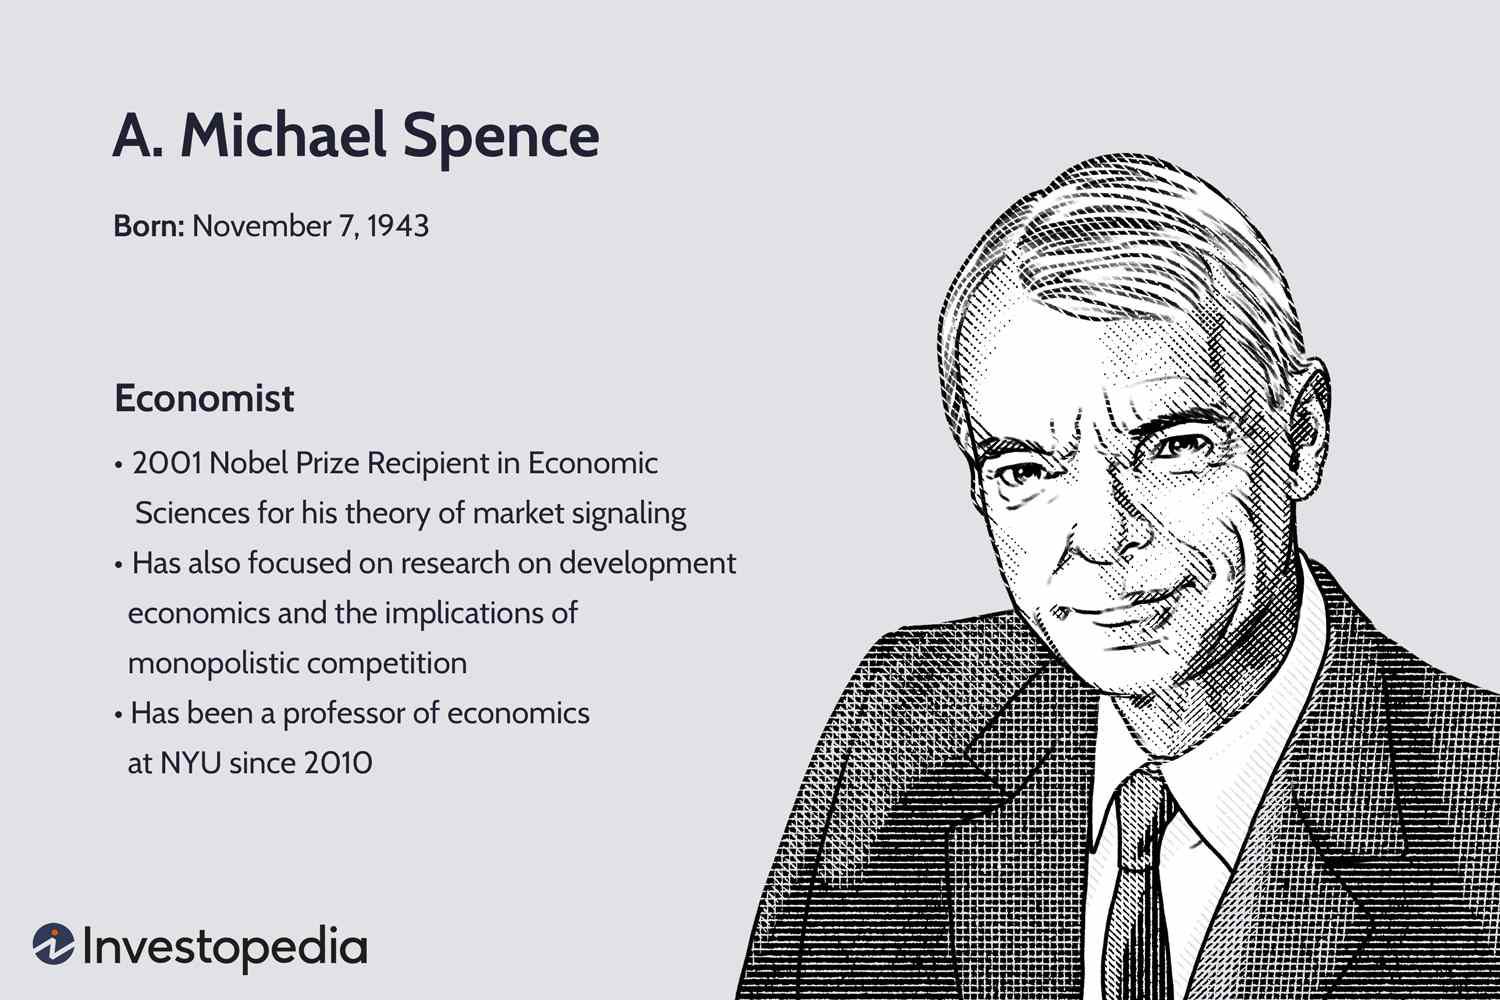 A. Michael Spence
Born: November 7, 1943
Economist
• 2001 Nobel Prize Recipient in Economic
Sciences for his theory of market signaling
• Has also focused on research on development
economics and the implications of
monopolistic competition
• Has been a professor of economics
at NYU since 2010
Investopedia